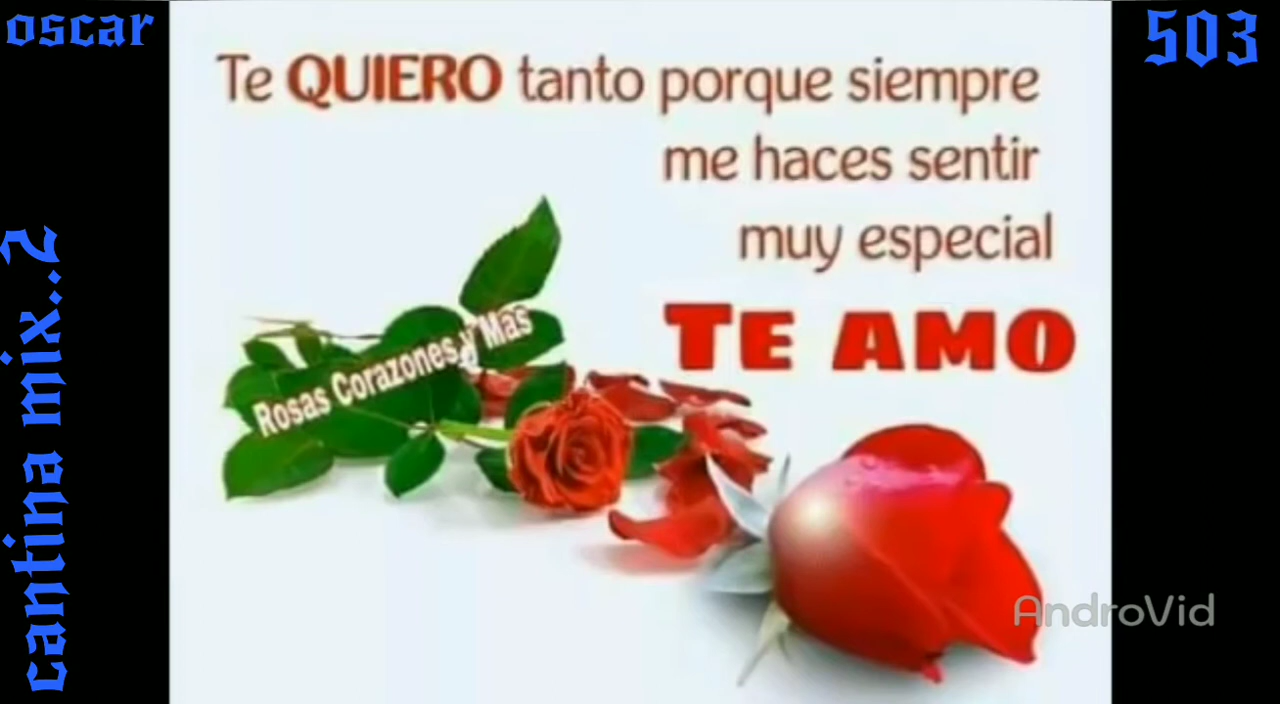 oscar
503
Te QUIERO tanto porque siempre
me haces sentir
muy especial
TE AMO
Rosas Corazones y Mas
cantina mix..2
AndroVid